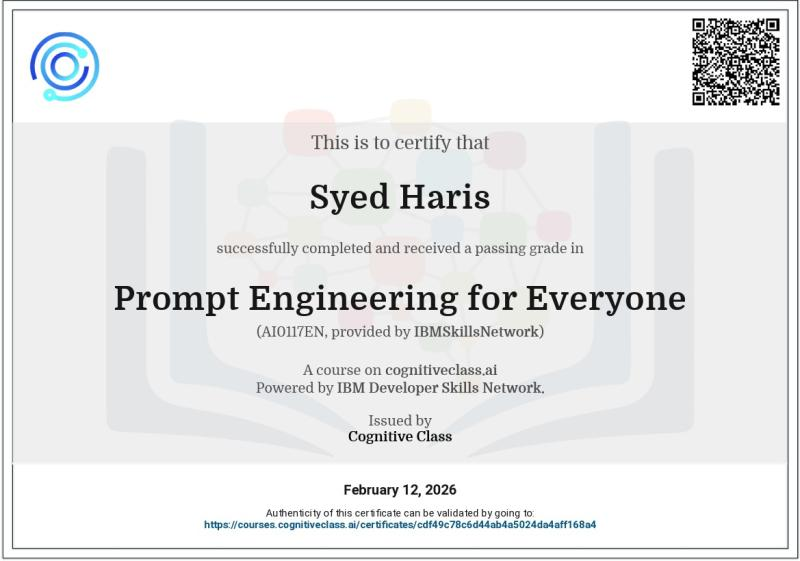 This is to certify that
Syed Haris
successfully completed and received a passing grade in
Prompt Engineering for Everyone
(AI0117EN, provided by IBMSkillsNetwork)
A course on cognitiveclass.ai
Powered by IBM Developer Skills Network.
Issued by
Cognitive Class
February 12, 2026
Authenticity of this certificate can be validated by going to:
https://courses.cognitiveclass.ai/certificates/cdf49c78c6d44ab4a5024da4aff168a4